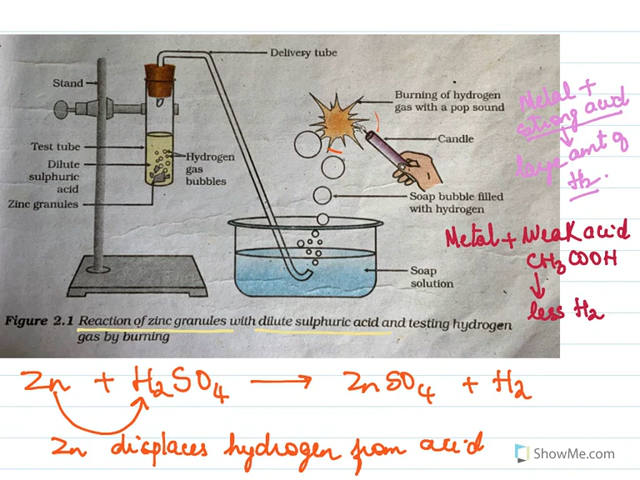 Delivery tube
Stand
Burning of hydrogen
gas with a pop sound
Metal +
strong acid
large amt of
H₂.
Candle
Test tube
Dilute
sulphuric
acid
Hydrogen
gas
bubbles
Zinc granules
Soap bubble filled
with hydrogen
Metal + Weak acid
CH₃COOH
less H₂
Soap
solution
Figure 2.1 Reaction of zinc granules with dilute sulphuric acid and testing hydrogen
gas by burning
Zn + H₂SO₄ → ZnSO₄ + H₂
Zn displaces hydrogen from acid
ShowMe.com